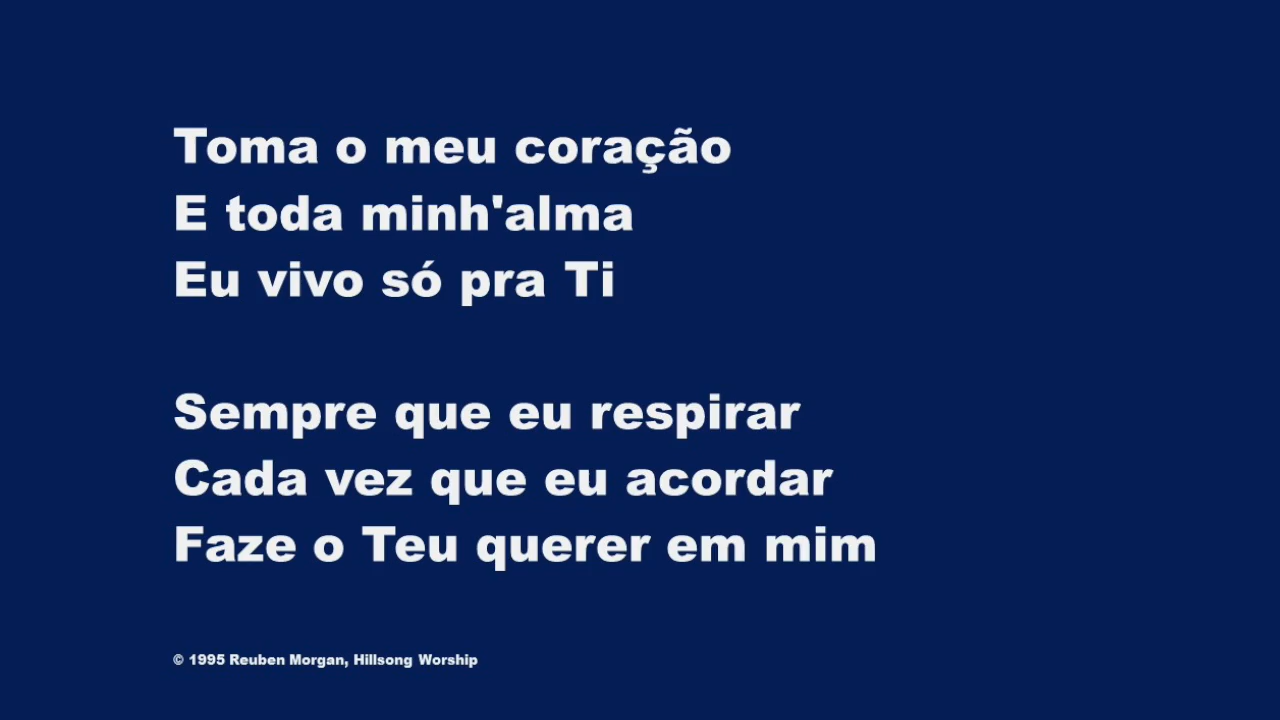 Toma o meu coração
E toda minh'alma
Eu vivo só pra Ti
Sempre que eu respirar
Cada vez que eu acordar
Faze o Teu querer em mim
© 1995 Reuben Morgan, Hillsong Worship